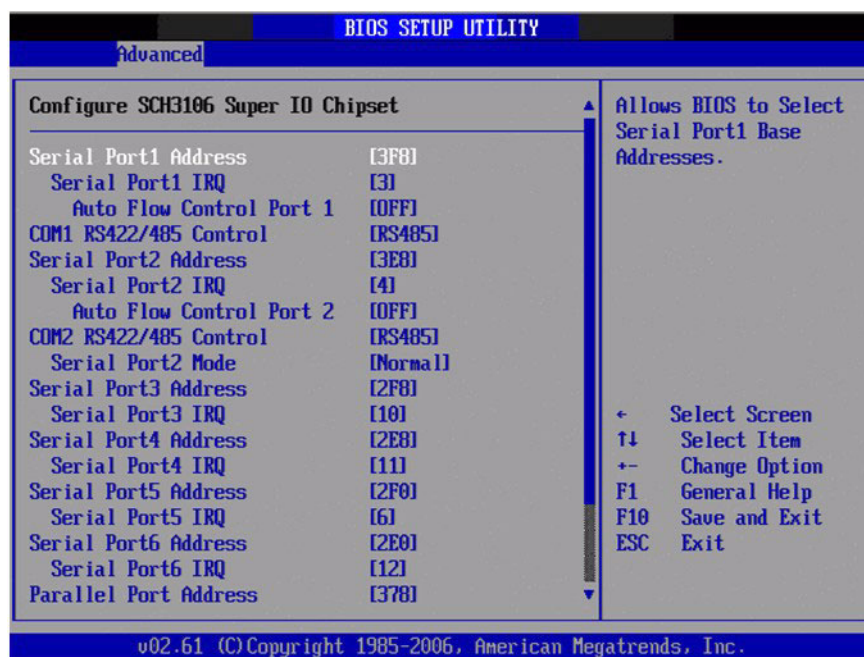 BIOS SETUP UTILITY
Advanced
Configure SCH3106 Super IO Chipset
Serial Port1 Address [3F8]
Serial Port1 IRQ [3]
Auto Flow Control Port 1 [OFF]
COM1 RS422/485 Control [RS485]
Serial Port2 Address [3E8]
Serial Port2 IRQ [4]
Auto Flow Control Port 2 [OFF]
COM2 RS422/485 Control [RS485]
Serial Port2 Mode [Normal]
Serial Port3 Address [2F8]
Serial Port3 IRQ [10]
Serial Port4 Address [2E8]
Serial Port4 IRQ [11]
Serial Port5 Address [2F0]
Serial Port5 IRQ [6]
Serial Port6 Address [2E0]
Serial Port6 IRQ [12]
Parallel Port Address [378]
Allows BIOS to Select
Serial Port1 Base
Addresses.
← Select Screen
↑↓ Select Item
+- Change Option
F1 General Help
F10 Save and Exit
ESC Exit
v02.61 (C)Copyright 1985-2006, American Megatrends, Inc.